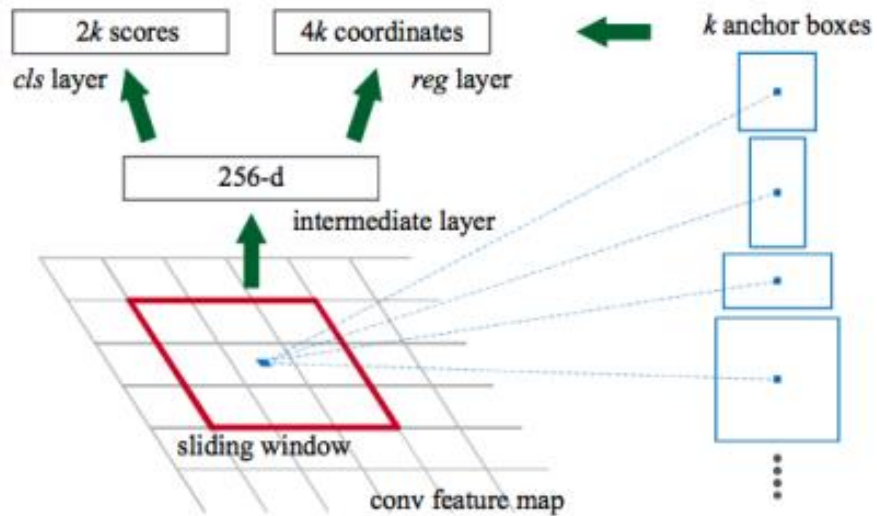 2k scores
4k coordinates
k anchor boxes
cls layer
reg layer
256-d
intermediate layer
sliding window
conv feature map